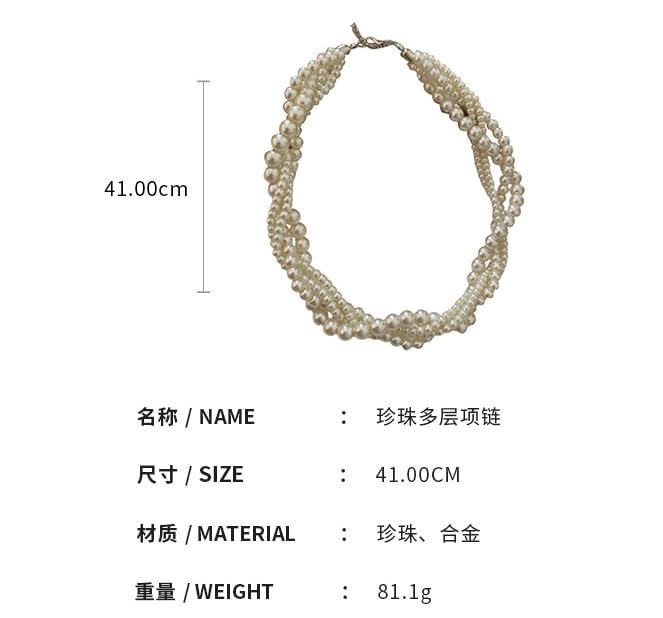 41.00cm
名称 / NAME : 珍珠多层项链
尺寸 / SIZE : 41.00CM
材质 / MATERIAL : 珍珠、合金
重量 / WEIGHT : 81.1g